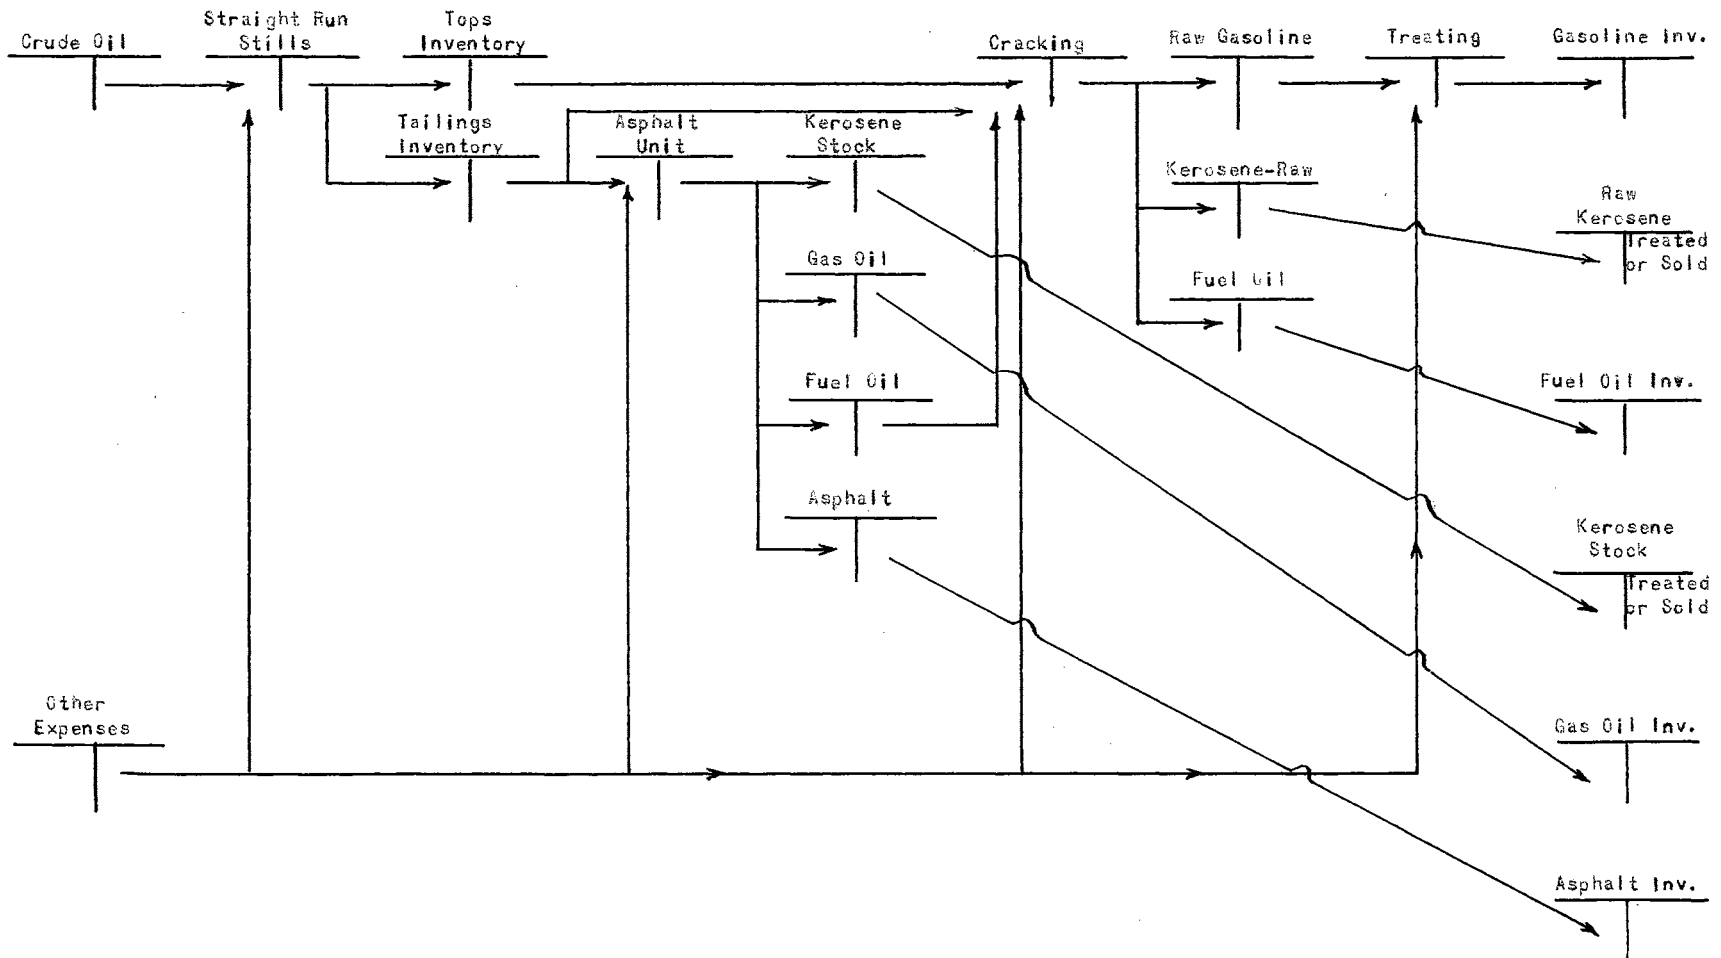 Crude Oil
Straight Run
Stills
Tops
Inventory
Cracking
Raw Gasoline
Treating
Gasoline Inv.
Tailings
Inventory
Asphalt
Unit
Kerosene
Stock
Kerosene-Raw
Raw
Kerosene
Treated
or Sold
Gas Oil
Fuel Oil
Fuel Oil
Fuel Oil Inv.
Asphalt
Kerosene
Stock
Treated
or Sold
Other
Expenses
Gas Oil Inv.
Asphalt Inv.